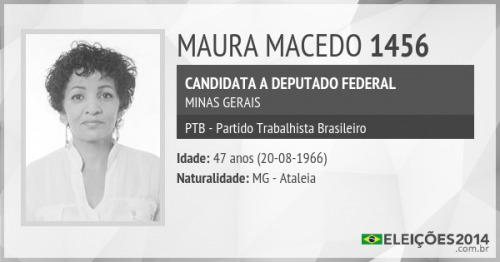 MAURA MACEDO 1456
CANDIDATA A DEPUTADO FEDERAL
MINAS GERAIS
PTB - Partido Trabalhista Brasileiro
Idade: 47 anos (20-08-1966)
Naturalidade: MG - Ataleia
ELEIÇÕES2014
.com.br